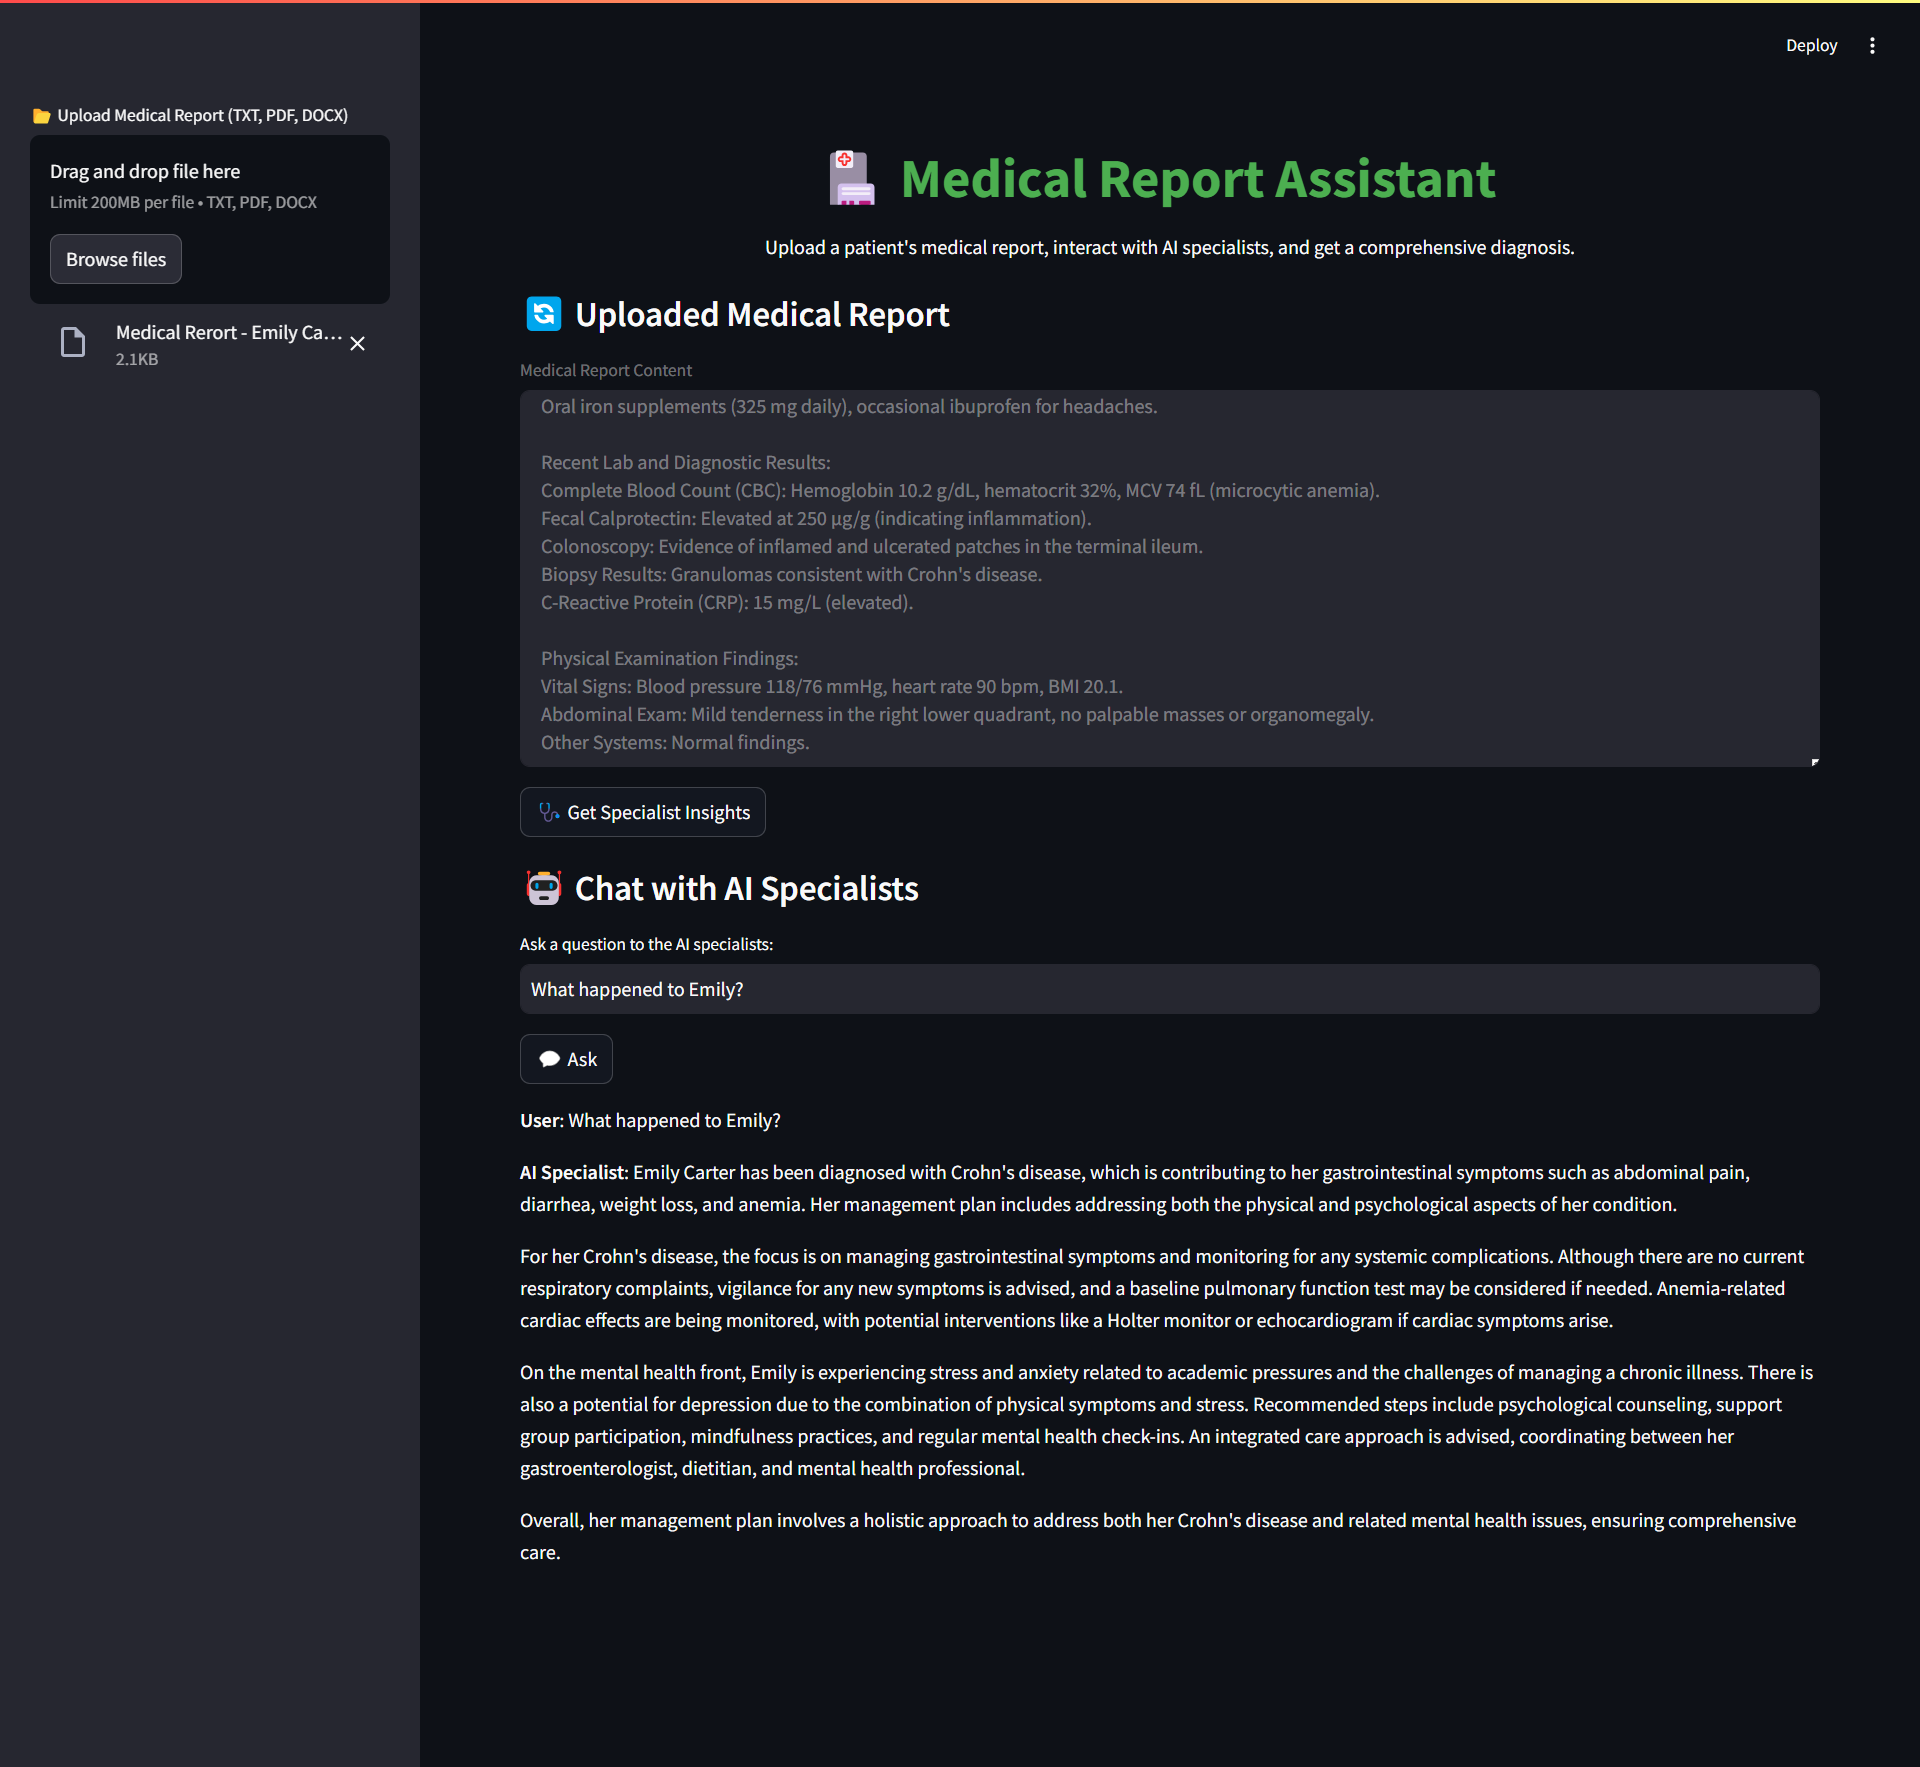 Deploy
Upload Medical Report (TXT, PDF, DOCX)
Drag and drop file here
Limit 200MB per file • TXT, PDF, DOCX
Browse files
Medical Rerort - Emily Ca...
2.1KB
Medical Report Assistant
Upload a patient's medical report, interact with AI specialists, and get a comprehensive diagnosis.
Uploaded Medical Report
Medical Report Content
Oral iron supplements (325 mg daily), occasional ibuprofen for headaches.
Recent Lab and Diagnostic Results:
Complete Blood Count (CBC): Hemoglobin 10.2 g/dL, hematocrit 32%, MCV 74 fL (microcytic anemia).
Fecal Calprotectin: Elevated at 250 µg/g (indicating inflammation).
Colonoscopy: Evidence of inflamed and ulcerated patches in the terminal ileum.
Biopsy Results: Granulomas consistent with Crohn's disease.
C-Reactive Protein (CRP): 15 mg/L (elevated).
Physical Examination Findings:
Vital Signs: Blood pressure 118/76 mmHg, heart rate 90 bpm, BMI 20.1.
Abdominal Exam: Mild tenderness in the right lower quadrant, no palpable masses or organomegaly.
Other Systems: Normal findings.
Get Specialist Insights
Chat with AI Specialists
Ask a question to the AI specialists:
What happened to Emily?
Ask
User: What happened to Emily?
AI Specialist: Emily Carter has been diagnosed with Crohn's disease, which is contributing to her gastrointestinal symptoms such as abdominal pain,
diarrhea, weight loss, and anemia. Her management plan includes addressing both the physical and psychological aspects of her condition.
For her Crohn's disease, the focus is on managing gastrointestinal symptoms and monitoring for any systemic complications. Although there are no current
respiratory complaints, vigilance for any new symptoms is advised, and a baseline pulmonary function test may be considered if needed. Anemia-related
cardiac effects are being monitored, with potential interventions like a Holter monitor or echocardiogram if cardiac symptoms arise.
On the mental health front, Emily is experiencing stress and anxiety related to academic pressures and the challenges of managing a chronic illness. There is
also a potential for depression due to the combination of physical symptoms and stress. Recommended steps include psychological counseling, support
group participation, mindfulness practices, and regular mental health check-ins. An integrated care approach is advised, coordinating between her
gastroenterologist, dietitian, and mental health professional.
Overall, her management plan involves a holistic approach to address both her Crohn's disease and related mental health issues, ensuring comprehensive
care.